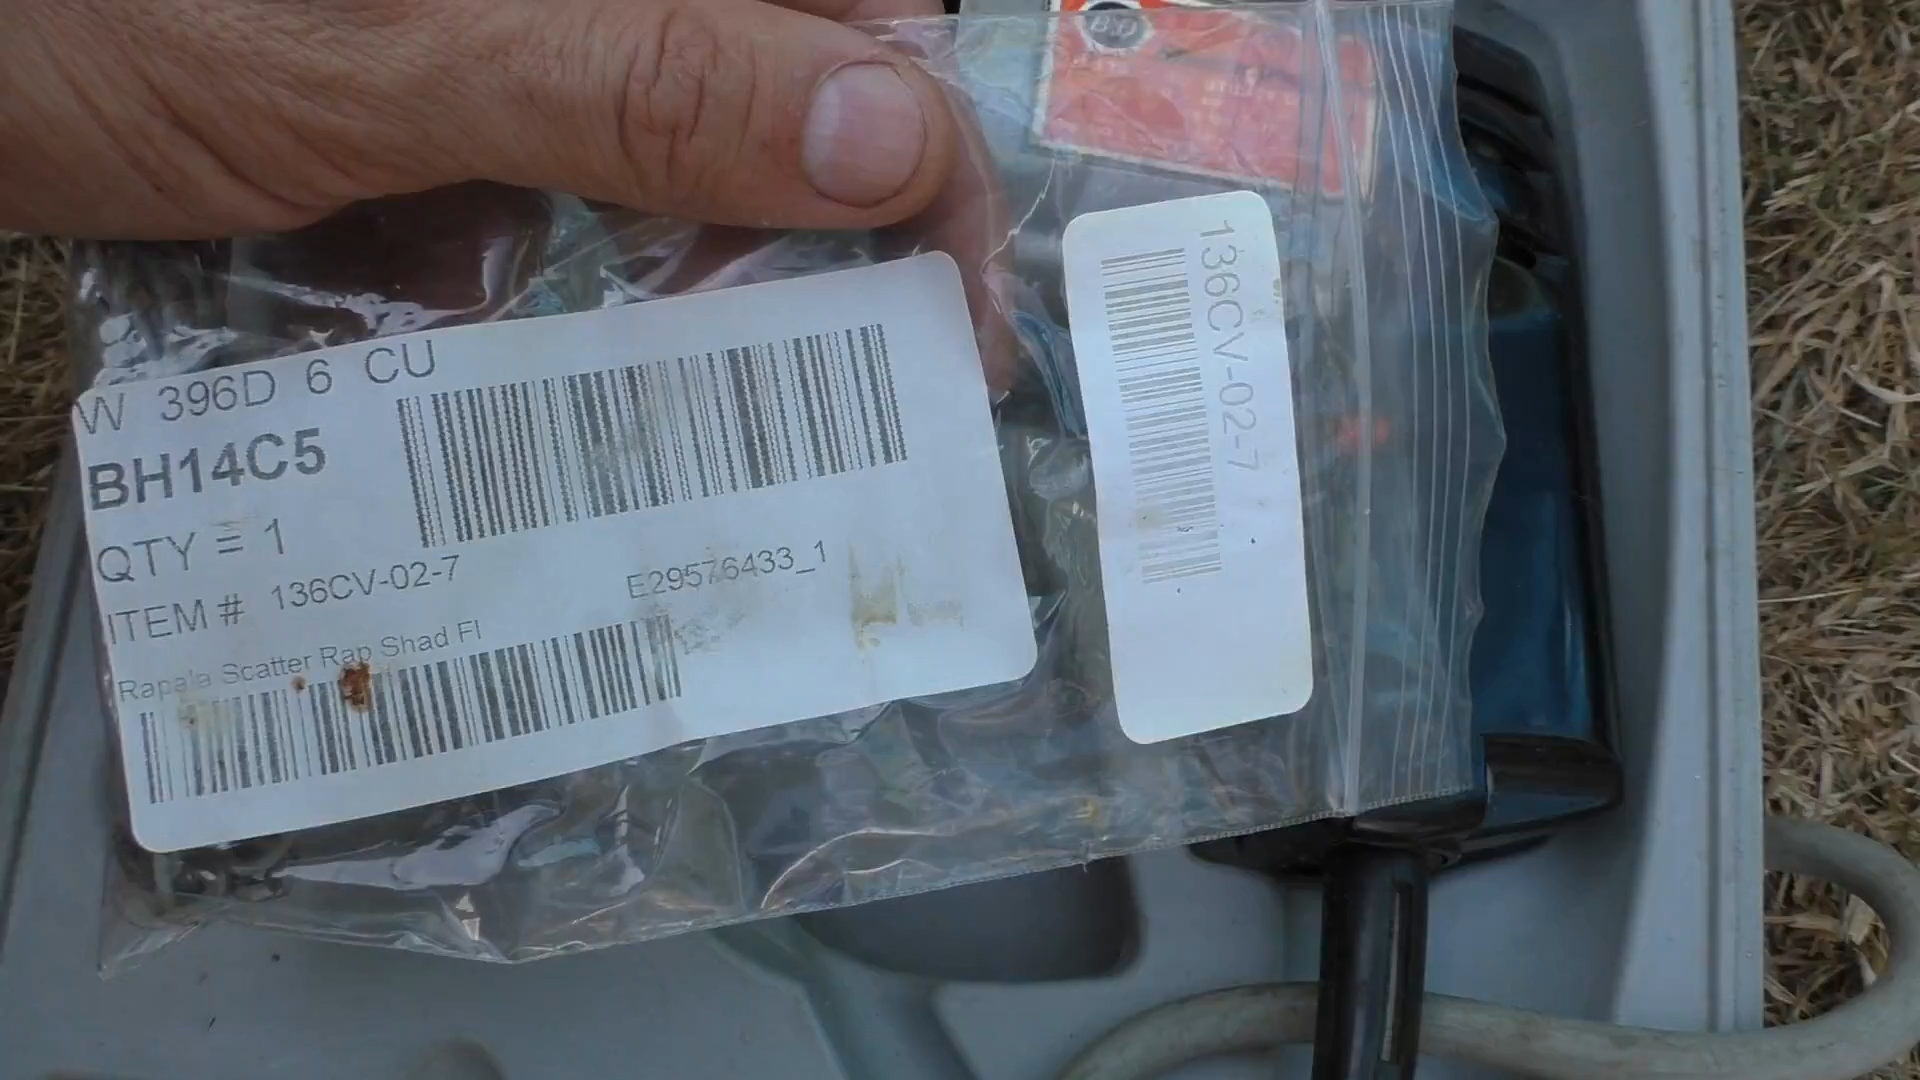 W 396D 6 CU
BH14C5
QTY = 1
ITEM # 136CV-02-7
E29576433_1
Rapala Scatter Rap Shad Fl
136CV-02-7